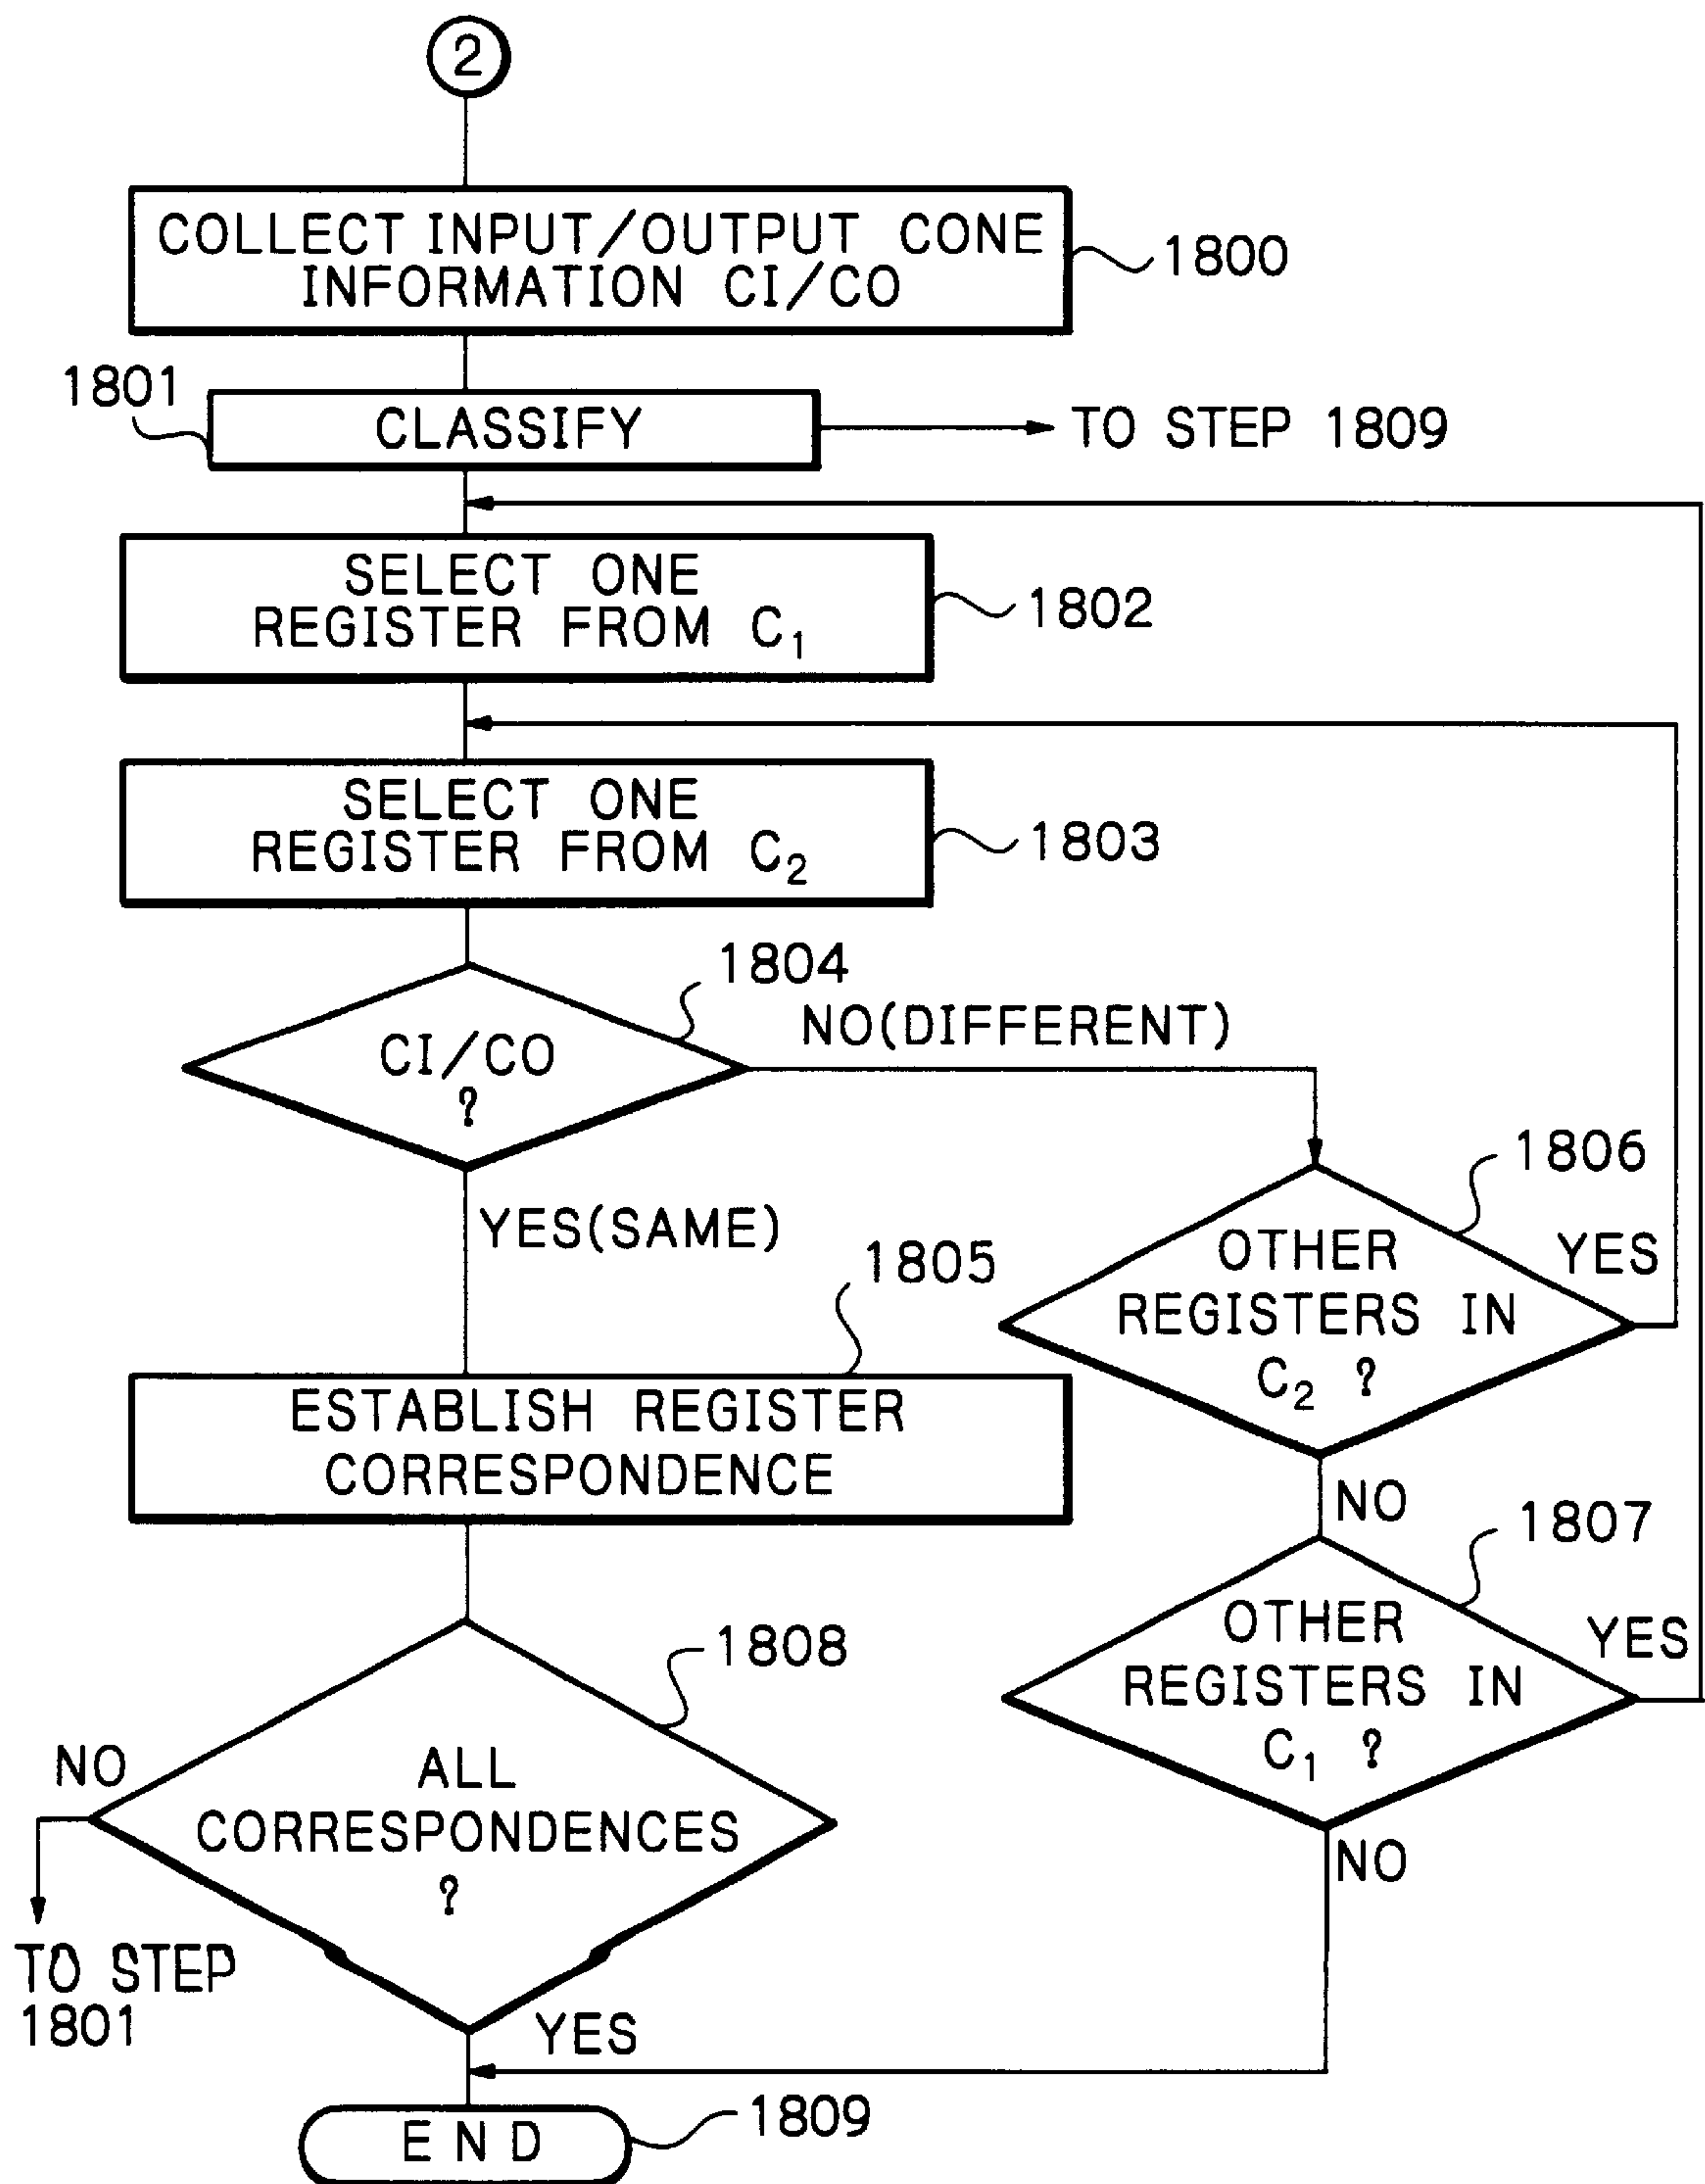 2
COLLECT INPUT/OUTPUT CONE
INFORMATION CI/CO
1800
1801
CLASSIFY
TO STEP 1809
SELECT ONE
REGISTER FROM C₁
1802
SELECT ONE
REGISTER FROM C₂
1803
1804
CI/CO
?
NO(DIFFERENT)
YES(SAME)
1806
OTHER
REGISTERS IN
C₂ ?
YES
1805
ESTABLISH REGISTER
CORRESPONDENCE
NO
1807
OTHER
REGISTERS IN
C₁ ?
YES
1808
NO
ALL
CORRESPONDENCES
?
NO
TO STEP
1801
YES
END
1809